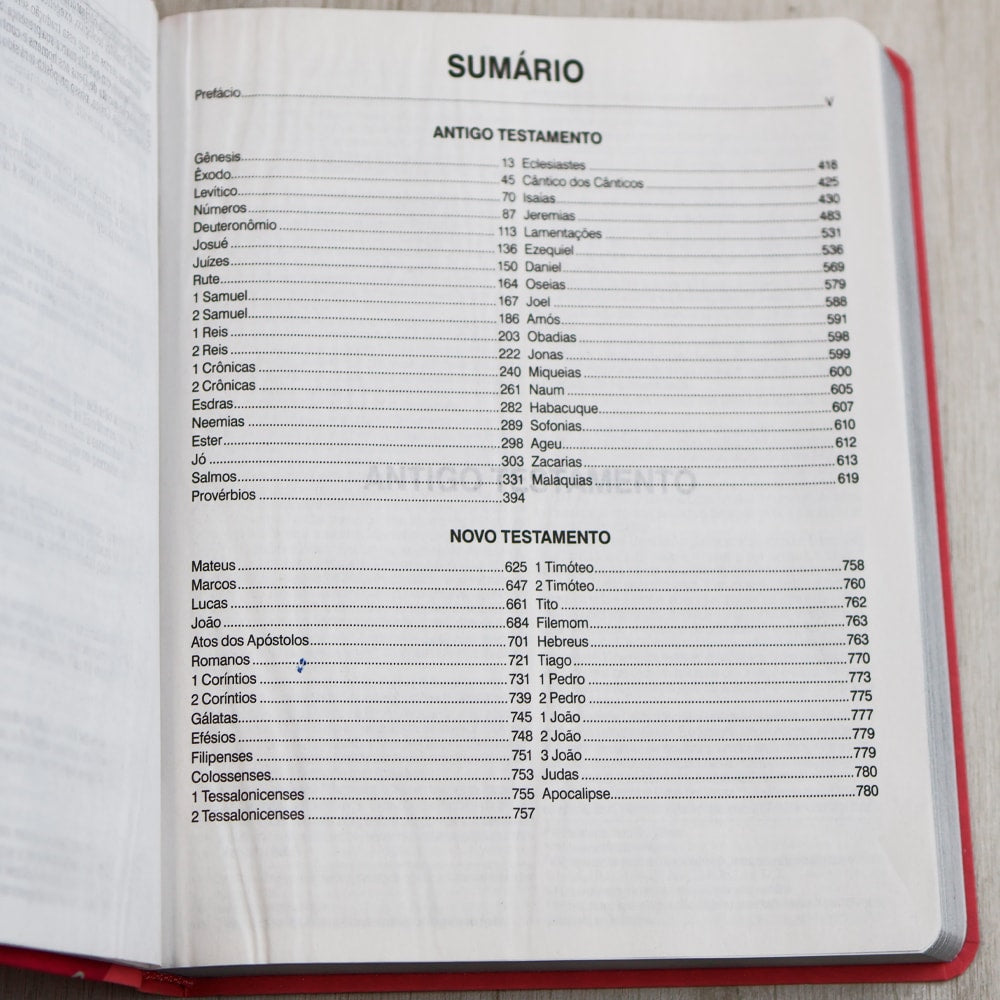 SUMÁRIO
Prefácio V
ANTIGO TESTAMENTO
Gênesis 13
Êxodo 45
Levítico 70
Números 87
Deuteronômio 113
Josué 136
Juízes 150
Rute 164
1 Samuel 167
2 Samuel 186
1 Reis 203
2 Reis 222
1 Crônicas 240
2 Crônicas 261
Esdras 282
Neemias 289
Ester 298
Jó 303
Salmos 331
Provérbios 394
Eclesiastes 418
Cântico dos Cânticos 425
Isaías 430
Jeremias 483
Lamentações 531
Ezequiel 536
Daniel 569
Oseias 579
Joel 588
Amós 591
Obadias 598
Jonas 599
Miqueias 600
Naum 605
Habacuque 607
Sofonias 610
Ageu 612
Zacarias 613
Malaquias 619
ANTIGO TESTAMENTO
NOVO TESTAMENTO
Mateus 625
Marcos 647
Lucas 661
João 684
Atos dos Apóstolos 701
Romanos 721
1 Coríntios 731
2 Coríntios 739
Gálatas 745
Efésios 748
Filipenses 751
Colossenses 753
1 Tessalonicenses 755
2 Tessalonicenses 757
1 Timóteo 758
2 Timóteo 760
Tito 762
Filemom 763
Hebreus 763
Tiago 770
1 Pedro 773
2 Pedro 775
1 João 777
2 João 779
3 João 779
Judas 780
Apocalipse 780